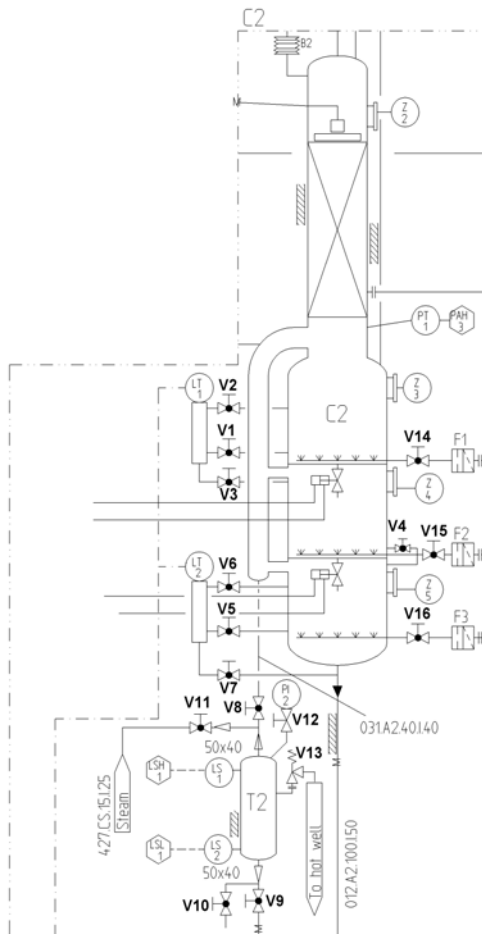 C2
B2
M
Z
2
PT
1
PAH
3
LT
1
V2
Z
3
C2
V1
V14
F1
V3
Z
4
V4
V15
F2
LT
2
V6
Z
5
V5
V16
F3
V7
V8
PI
2
V12
V11
031.A2.40.I.40
50x40
V13
M
427.CS.15.I.25
Steam
LSH
1
LS
1
T2
To hot well
012.A2.100.I.50
LSL
1
LS
2
50x40
V10
V9
M